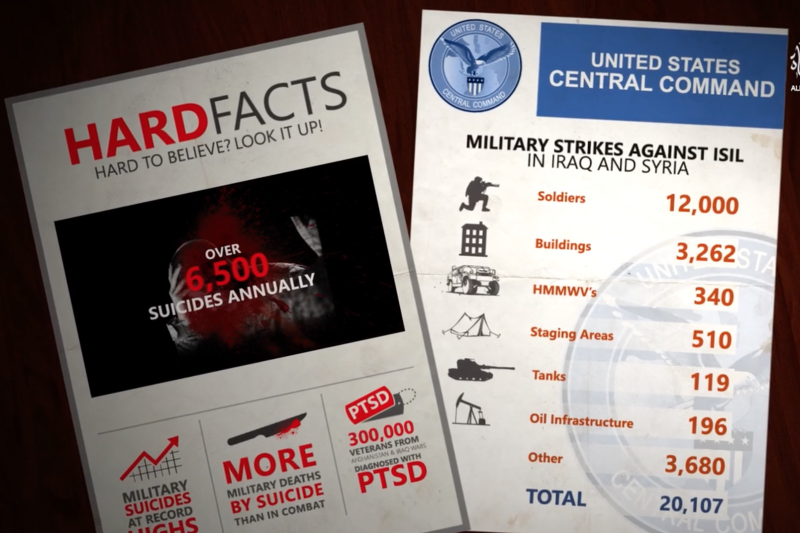 HARDFACTS
HARD TO BELIEVE? LOOK IT UP!
OVER
6,500
SUICIDES ANNUALLY
MILITARY
SUICIDES
AT RECORD
HIGHS
MORE
MILITARY DEATHS
BY SUICIDE
THAN IN COMBAT
PTSD
300,000
VETERANS FROM
AFGHANISTAN & IRAQ WARS
DIAGNOSED WITH
PTSD
UNITED STATES
CENTRAL COMMAND
UNITED STATES
CENTRAL COMMAND
MILITARY STRIKES AGAINST ISIL
IN IRAQ AND SYRIA
Soldiers 12,000
Buildings 3,262
HMMWV's 340
Staging Areas 510
Tanks 119
Oil Infrastructure 196
Other 3,680
TOTAL 20,107